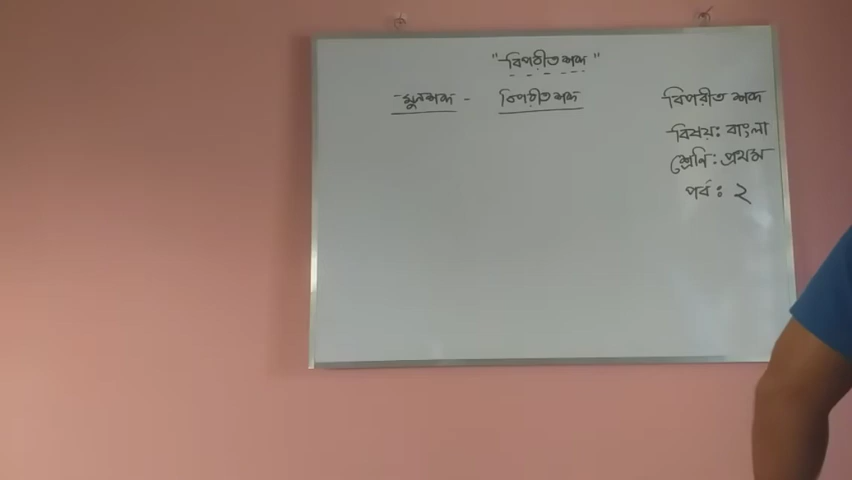 "বিপরীত শব্দ"
মুলশব্দ - বিপরীত শব্দ
বিপরীত শব্দ
বিষয়: বাংলা
শ্রেণি: প্রথম
পর্ব: ২